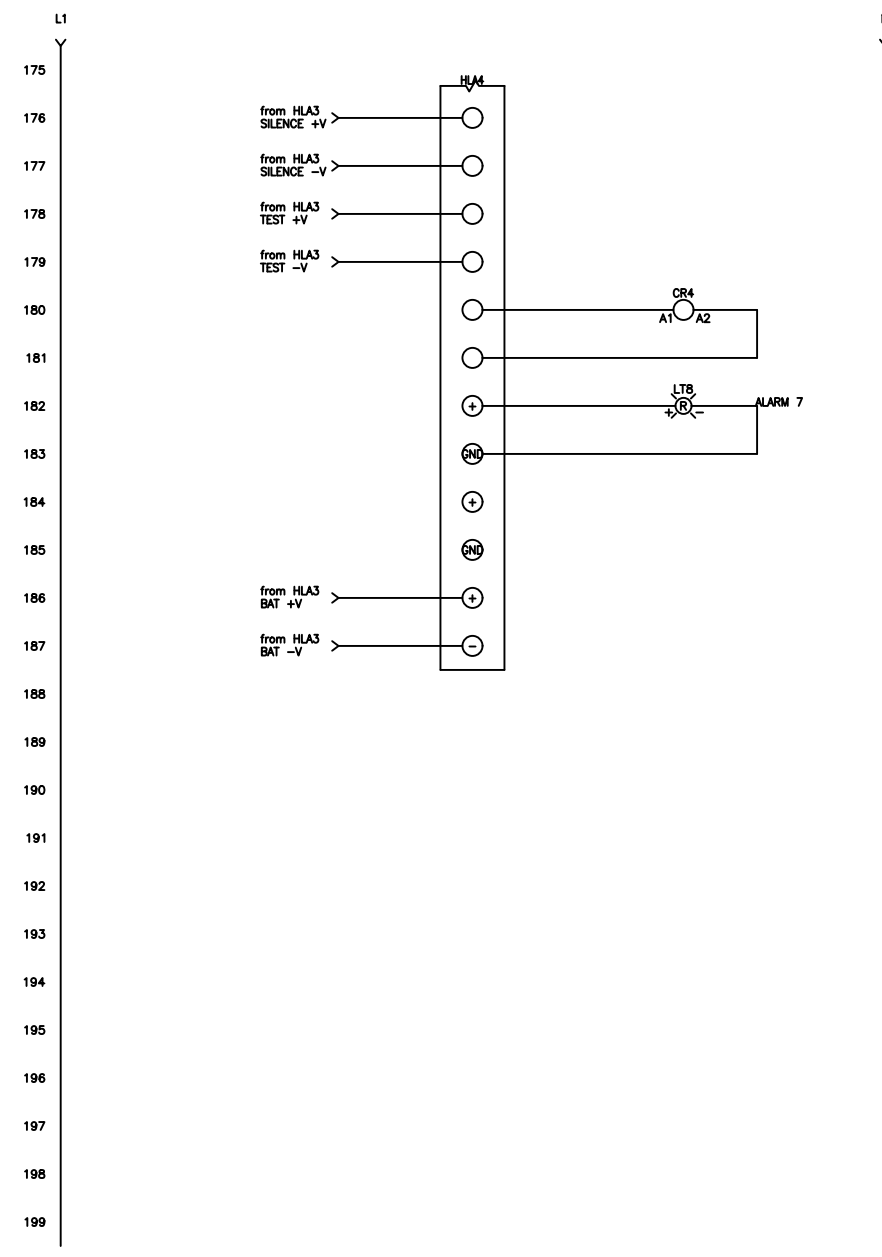 L1
175
HLA4
176
from HLA3
SILENCE +V
177
from HLA3
SILENCE -V
178
from HLA3
TEST +V
179
from HLA3
TEST -V
180
CR4
A1 A2
181
182
+
LT8
+ R -
ALARM 7
183
GND
184
+
185
GND
186
from HLA3
BAT +V
+
187
from HLA3
BAT -V
-
188
189
190
191
192
193
194
195
196
197
198
199